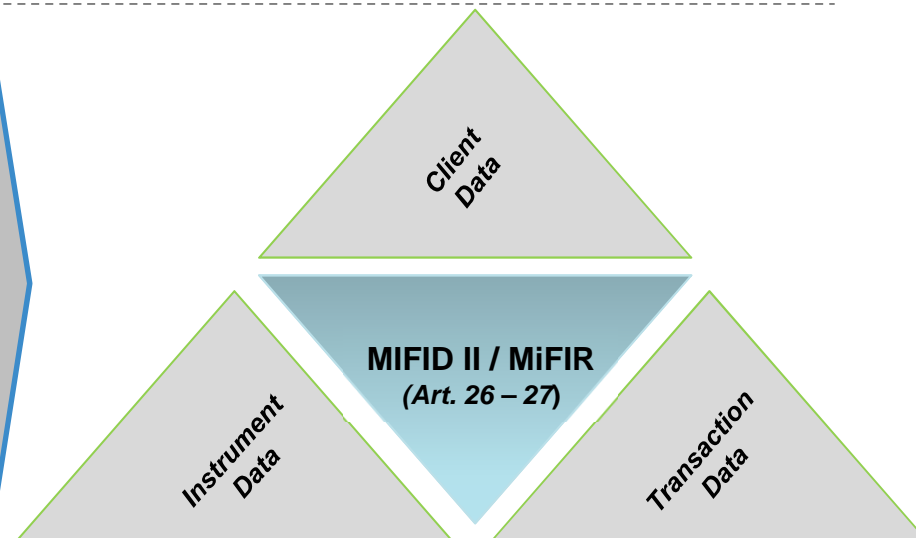 Client
Data
MIFID II / MiFIR
(Art. 26 – 27)
Instrument
Data
Transaction
Data